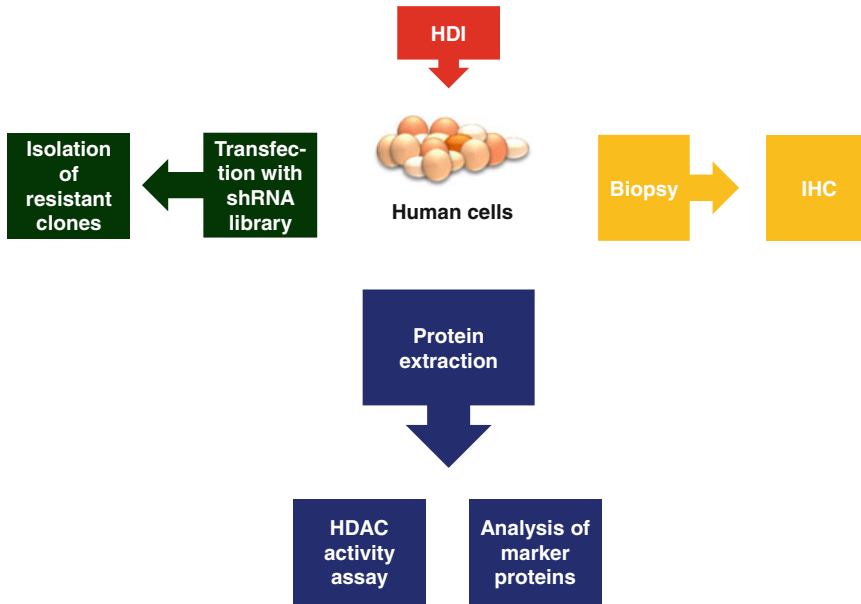 HDI
Isolation
of
resistant
clones
Transfec-
tion with
shRNA
library
Human cells
Biopsy
IHC
Protein
extraction
HDAC
activity
assay
Analysis of
marker
proteins